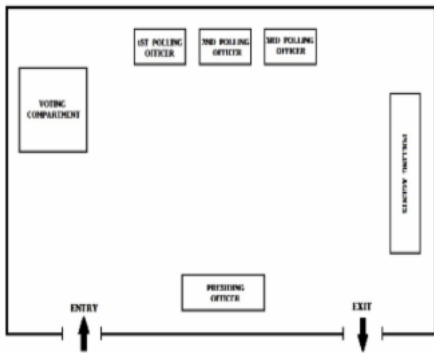 1ST POLLING
OFFICER
2ND POLLING
OFFICER
3RD POLLING
OFFICER
VOTING
COMPARTMENT
POLLING AGENTS
PRESIDING
OFFICER
ENTRY
EXIT